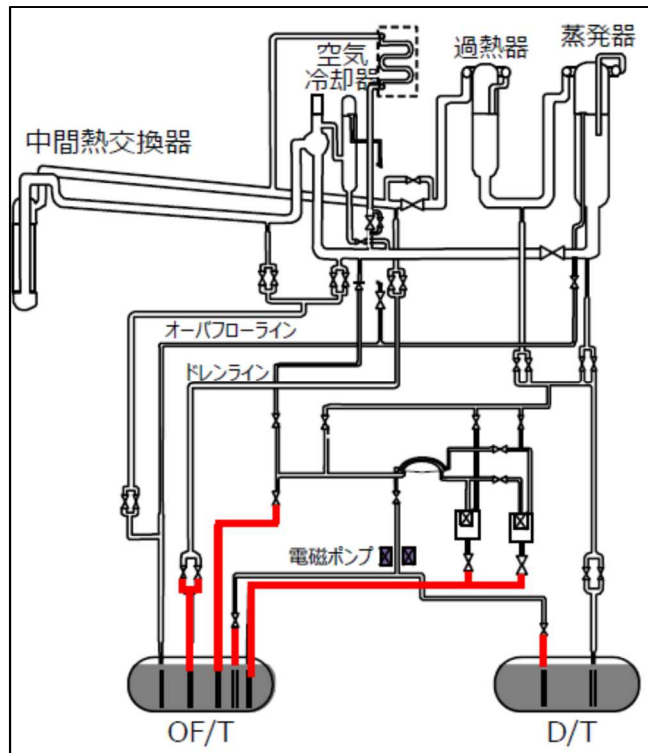 空気
冷却器
過熱器
蒸発器
中間熱交換器
オーバフローライン
ドレンライン
電磁ポンプ
OF/T
D/T